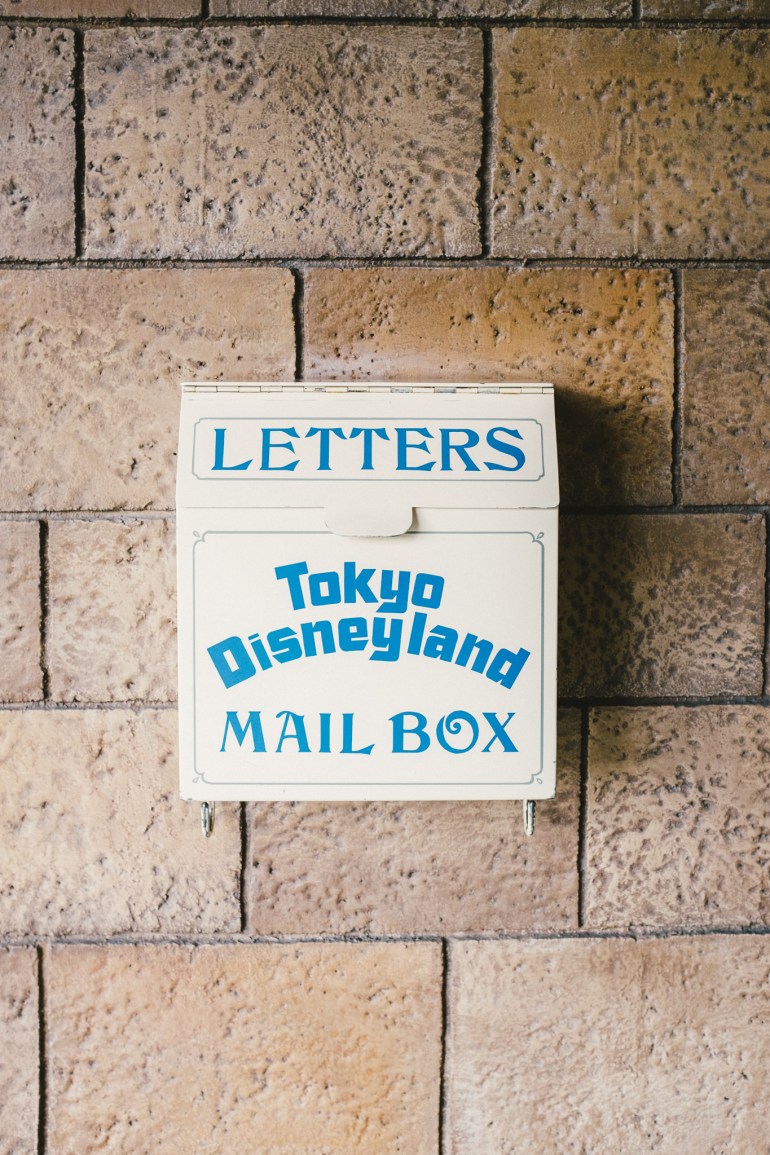 LETTERS
Tokyo
Disneyland
MAIL BOX